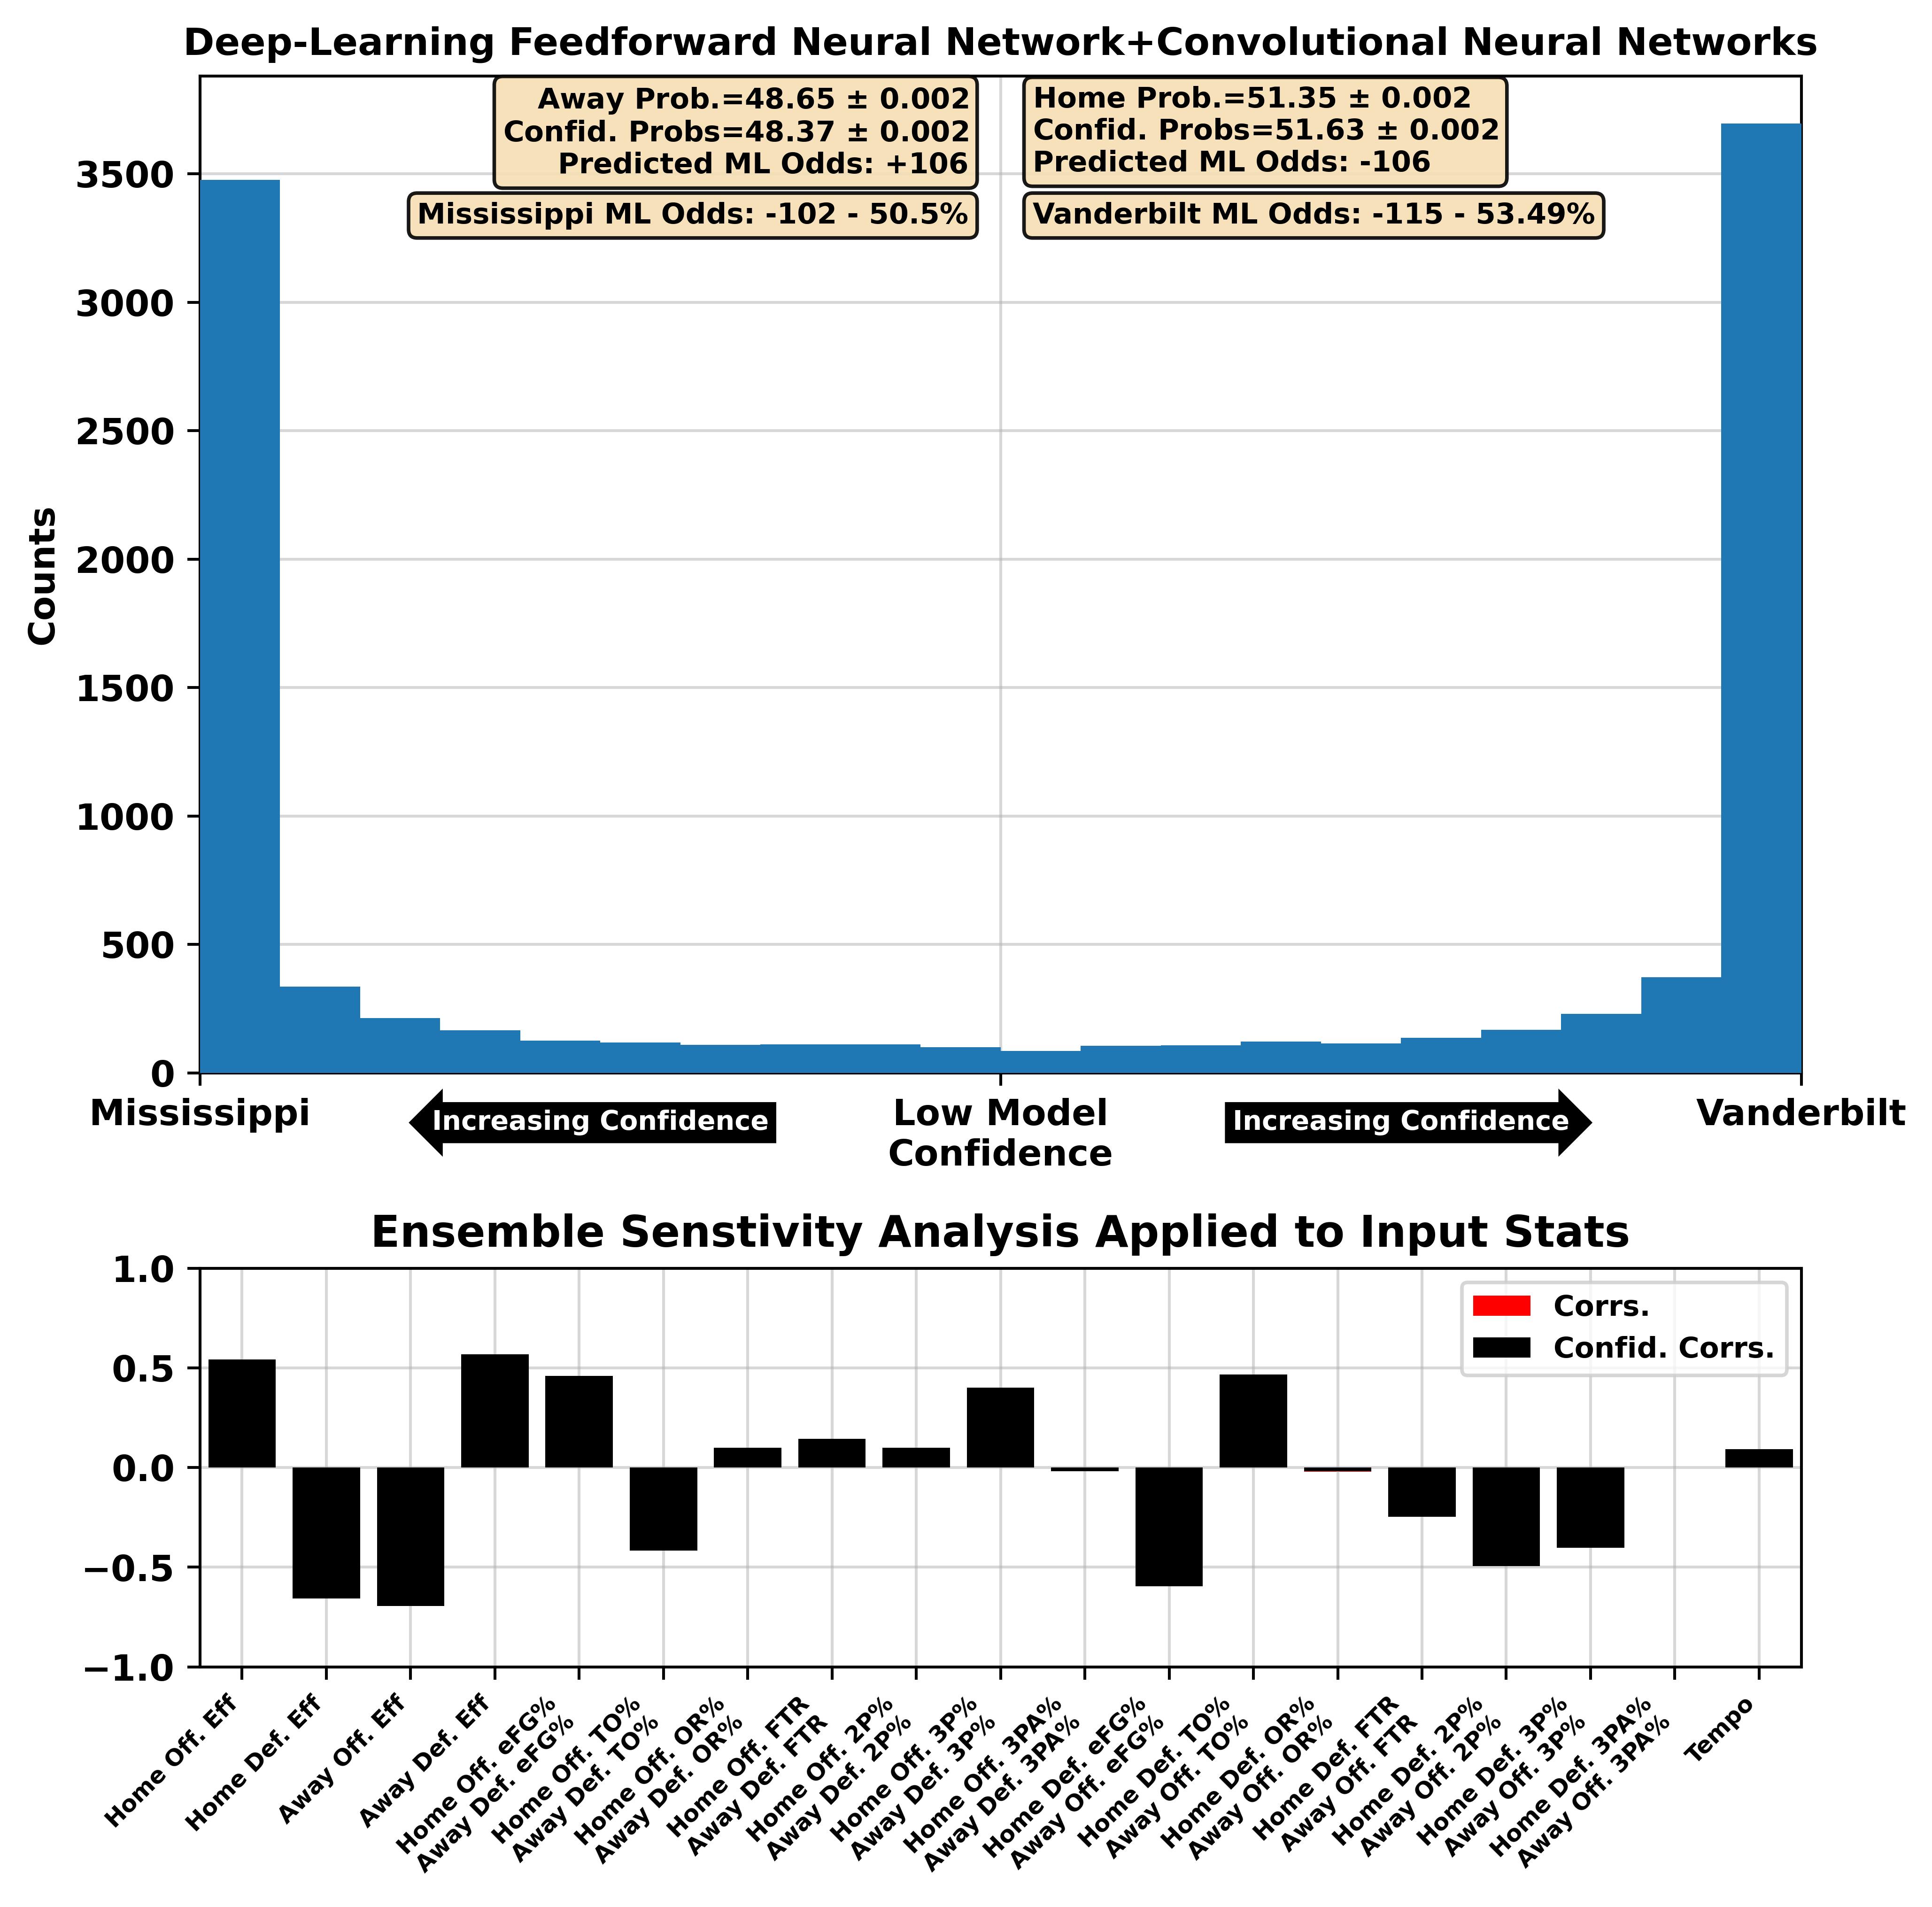 Deep-Learning Feedforward Neural Network+Convolutional Neural Networks
Away Prob.=48.65 ± 0.002
Confid. Probs=48.37 ± 0.002
Predicted ML Odds: +106
Mississippi ML Odds: -102 - 50.5%
Home Prob.=51.35 ± 0.002
Confid. Probs=51.63 ± 0.002
Predicted ML Odds: -106
Vanderbilt ML Odds: -115 - 53.49%
Counts
3500
3000
2500
2000
1500
1000
500
0
Mississippi
Increasing Confidence
Low Model
Confidence
Increasing Confidence
Vanderbilt
Ensemble Senstivity Analysis Applied to Input Stats
Corrs.
Confid. Corrs.
1.0
0.5
0.0
−0.5
−1.0
Home Off. Eff
Home Def. Eff
Away Off. Eff
Away Def. Eff
Home Off. eFG%
Away Def. eFG%
Home Off. TO%
Away Def. TO%
Home Off. OR%
Away Def. OR%
Home Off. FTR
Away Def. FTR
Home Off. 2P%
Away Def. 2P%
Home Off. 3P%
Away Def. 3P%
Home Off. 3PA%
Away Def. 3PA%
Home Def. eFG%
Away Off. eFG%
Home Def. TO%
Away Off. TO%
Home Def. OR%
Away Off. OR%
Home Def. FTR
Away Off. FTR
Home Def. 2P%
Away Off. 2P%
Home Def. 3P%
Away Off. 3P%
Home Def. 3PA%
Away Off. 3PA%
Tempo